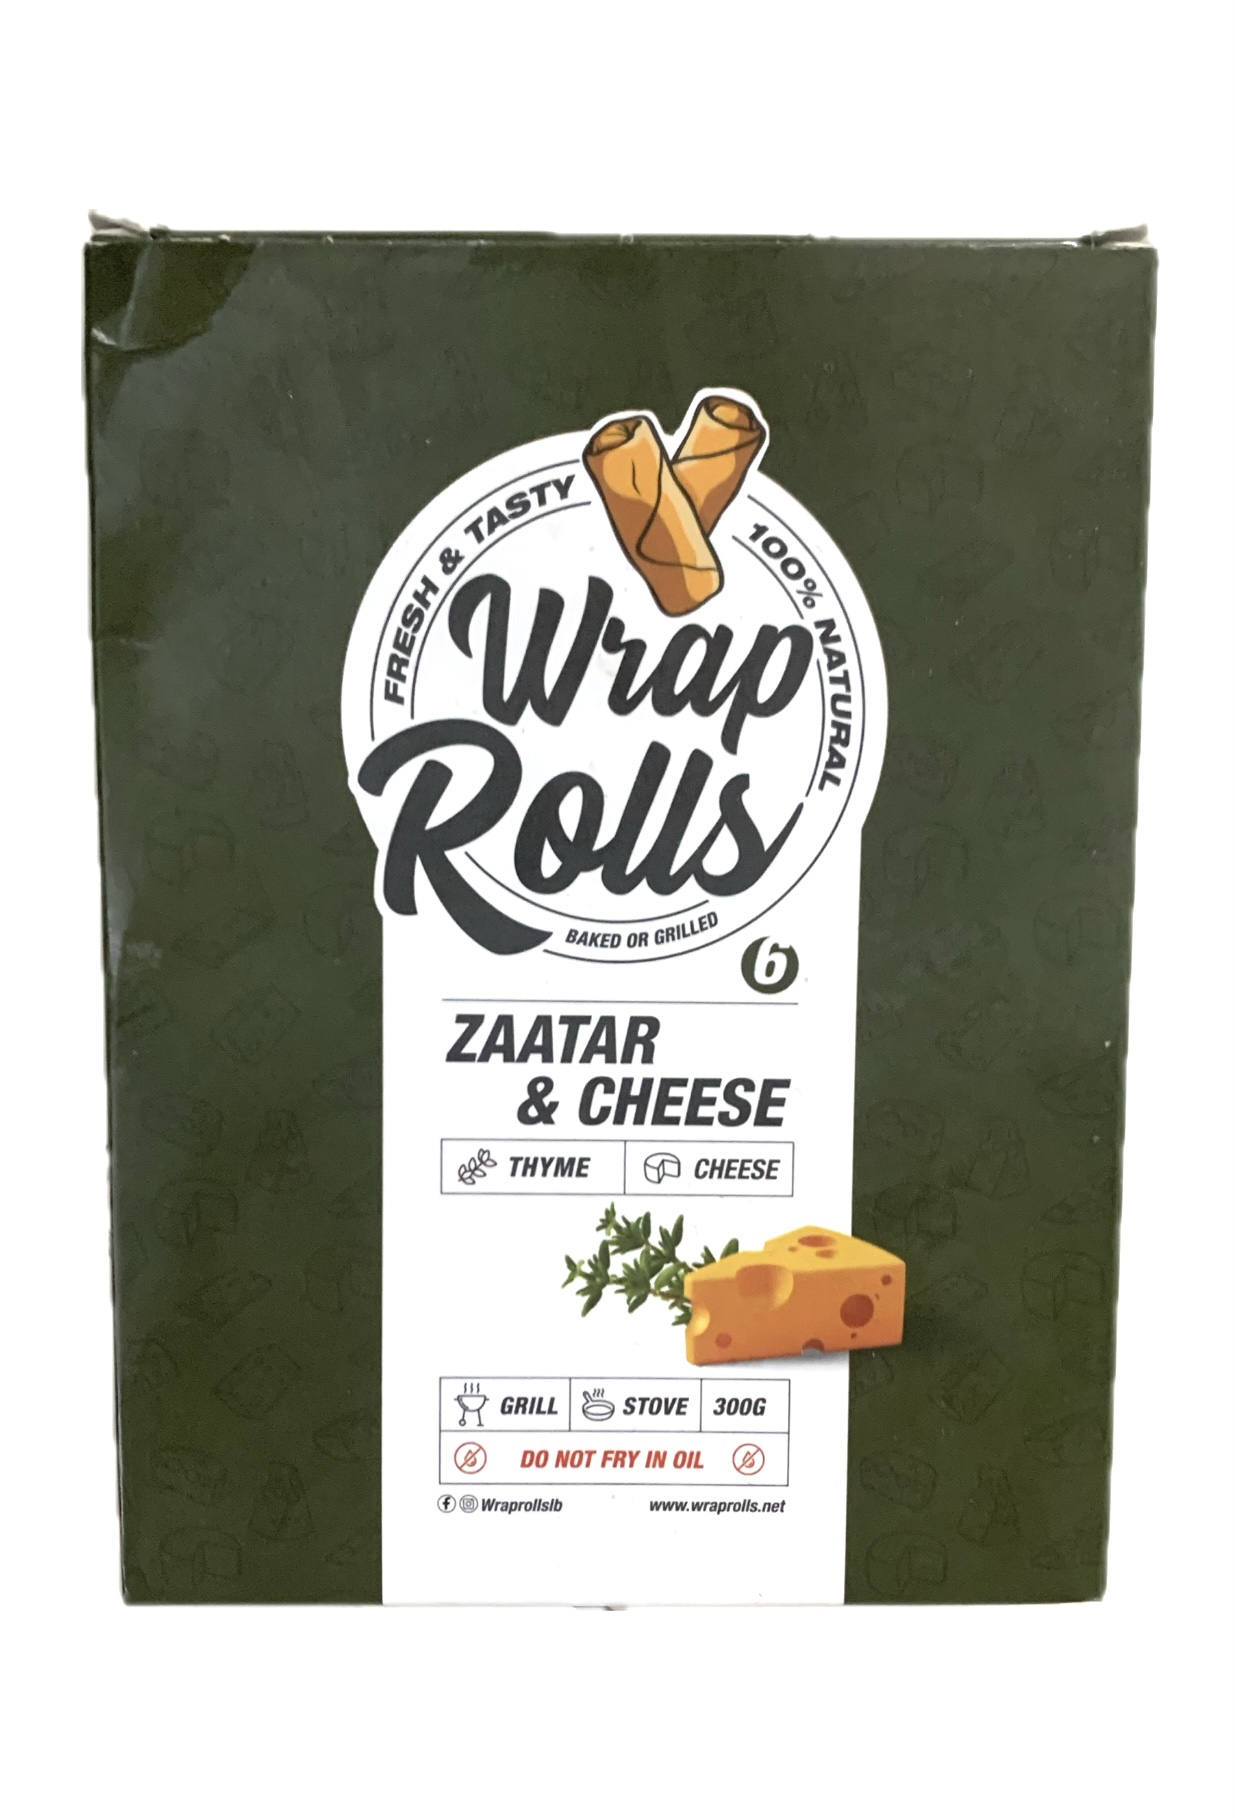 FRESH & TASTY
100% NATURAL
Wrap
Rolls
BAKED OR GRILLED
6
ZAATAR
& CHEESE
THYME CHEESE
GRILL STOVE 300G
DO NOT FRY IN OIL
Wraprollslb www.wraprolls.net